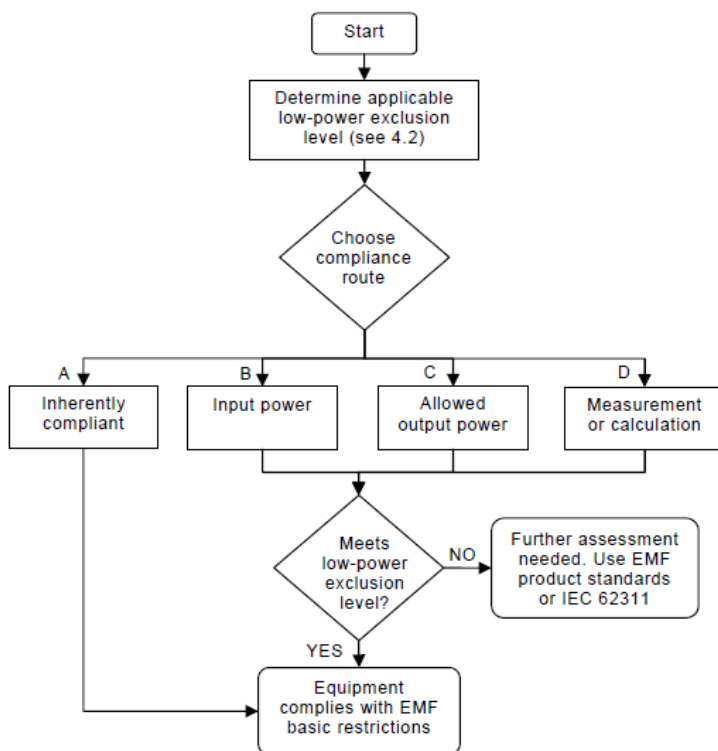 Start
Determine applicable
low-power exclusion
level (see 4.2)
Choose
compliance
route
A
B
C
D
Inherently
compliant
Input power
Allowed
output power
Measurement
or calculation
Meets
low-power
exclusion
level?
NO
Further assessment
needed. Use EMF
product standards
or IEC 62311
YES
Equipment
complies with EMF
basic restrictions